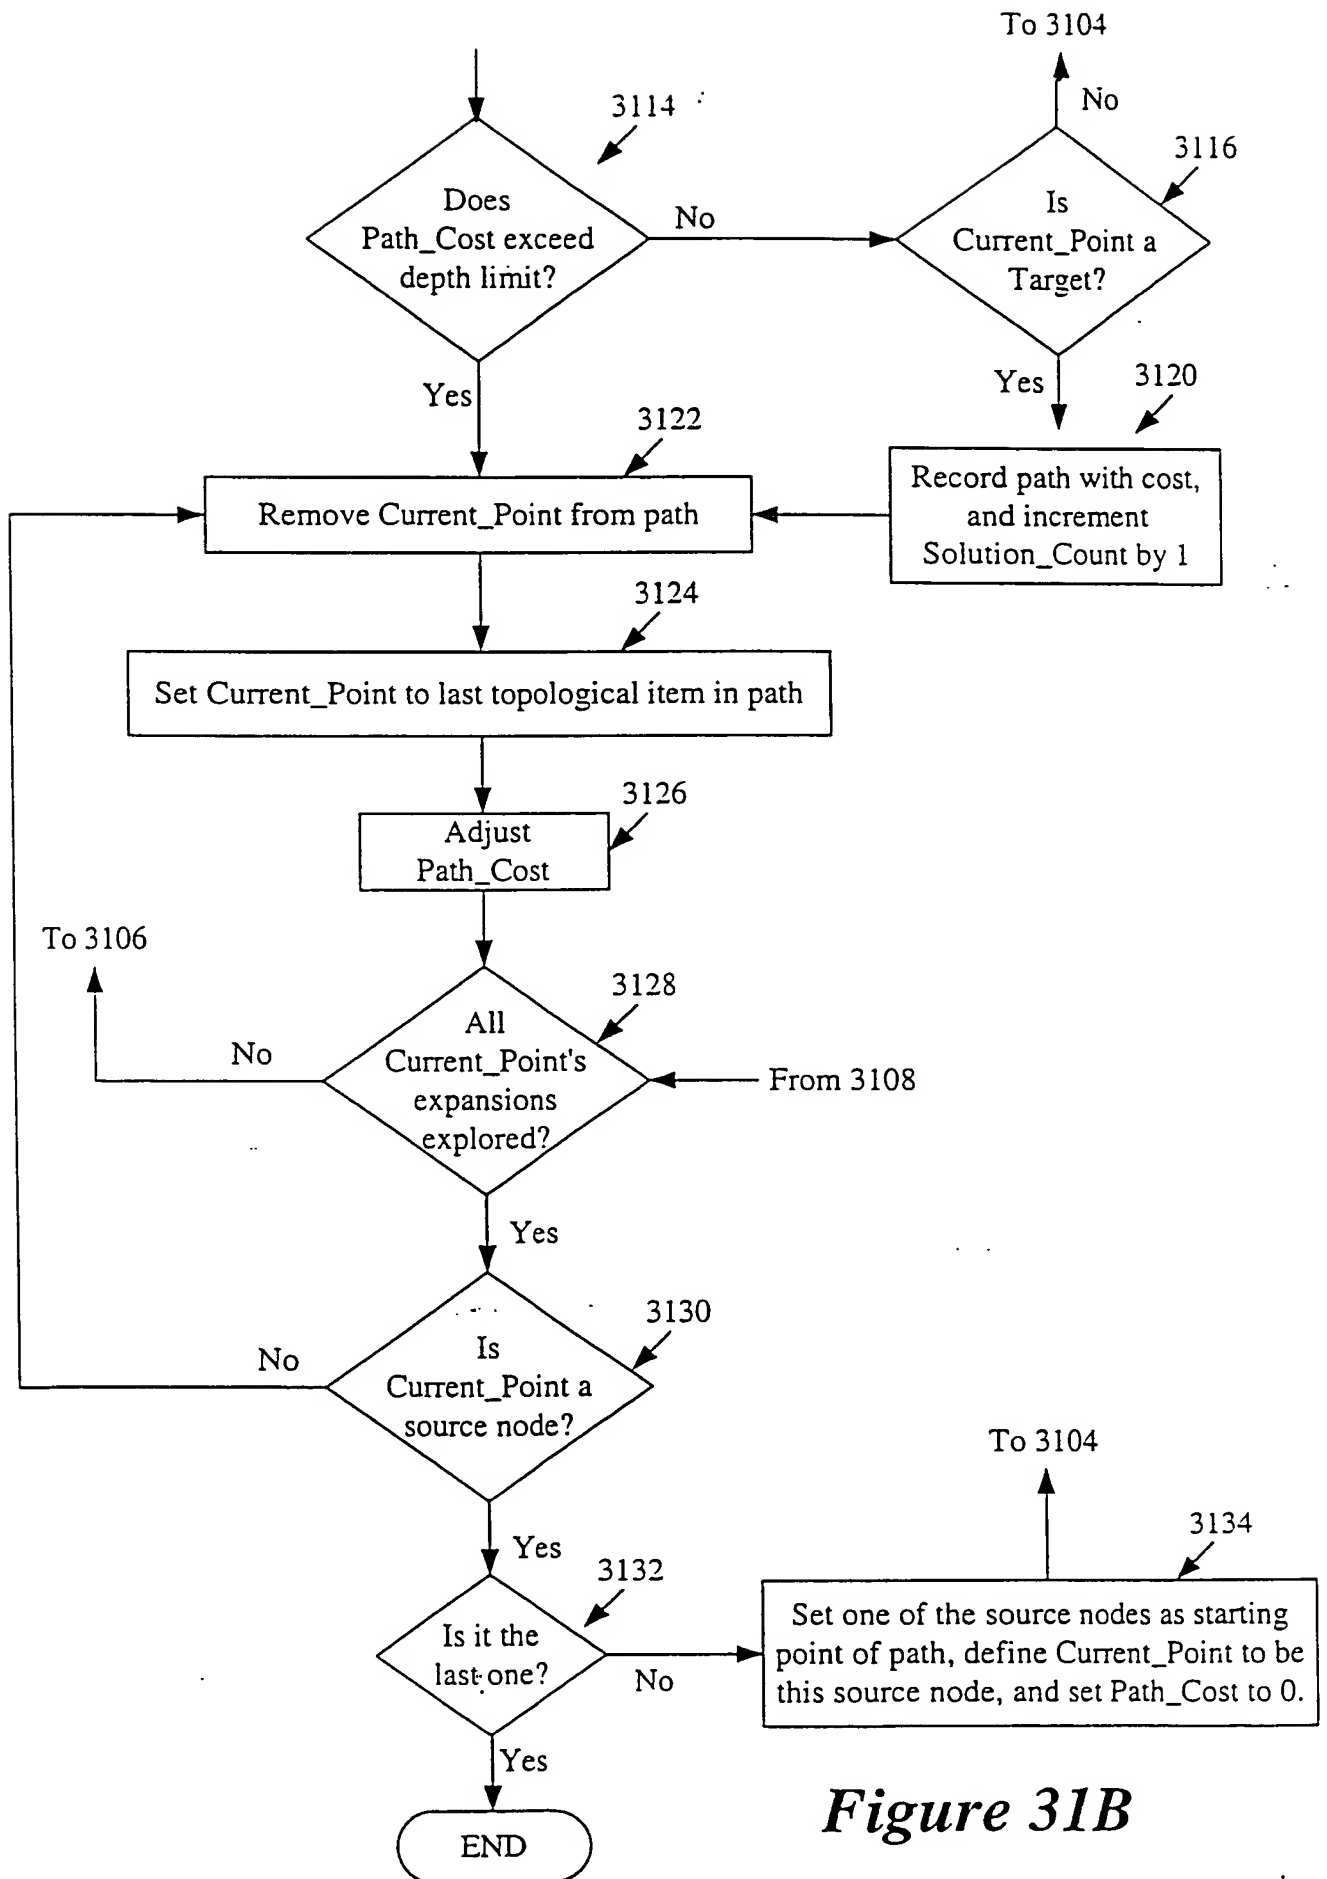 To 3104
No
3114
3116
Does
Path_Cost exceed
depth limit?
No
Is
Current_Point a
Target?
Yes
Yes
3120
3122
Remove Current_Point from path
Record path with cost,
and increment
Solution_Count by 1
3124
Set Current_Point to last topological item in path
3126
Adjust
Path_Cost
To 3106
3128
All
Current_Point's
expansions
explored?
No
From 3108
Yes
3130
Is
Current_Point a
source node?
No
To 3104
Yes
3134
3132
Is it the
last one?
No
Set one of the source nodes as starting
point of path, define Current_Point to be
this source node, and set Path_Cost to 0.
Yes
END
Figure 31B